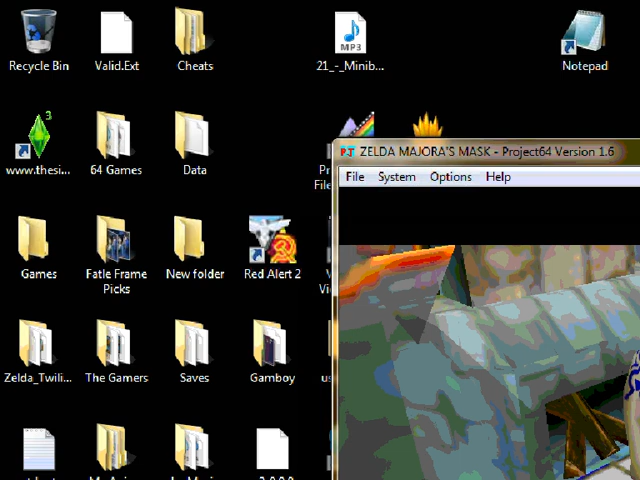 Recycle Bin
Valid.Ext
Cheats
21_-_Minib...
Notepad
MP3
3
www.thesi...
64 Games
Data
ZELDA MAJORA'S MASK - Project64 Version 1.6
File System Options Help
Games
Fatle Frame
Picks
New folder
Red Alert 2
Zelda_Twili...
The Gamers
Saves
Gamboy